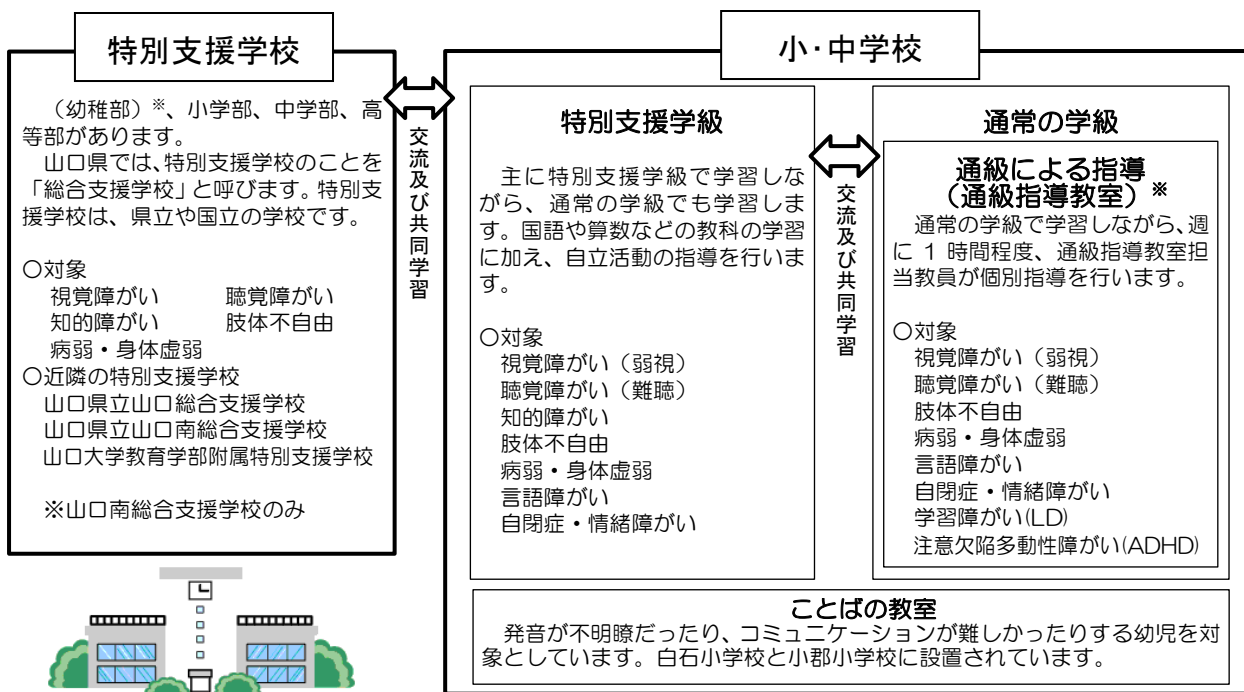 特別支援学校
（幼稚部）※、小学部、中学部、高
等部があります。
山口県では、特別支援学校のことを
「総合支援学校」と呼びます。特別支
援学校は、県立や国立の学校です。
○対象
視覚障がい　聴覚障がい
知的障がい　肢体不自由
病弱・身体虚弱
○近隣の特別支援学校
山口県立山口総合支援学校
山口県立山口南総合支援学校
山口大学教育学部附属特別支援学校
※山口南総合支援学校のみ
交流及び共同学習
小・中学校
特別支援学級
主に特別支援学級で学習しな
がら、通常の学級でも学習しま
す。国語や算数などの教科の学習
に加え、自立活動の指導を行いま
す。
○対象
視覚障がい（弱視）
聴覚障がい（難聴）
知的障がい
肢体不自由
病弱・身体虚弱
言語障がい
自閉症・情緒障がい
交流及び共同学習
通常の学級
通級による指導
（通級指導教室）※
通常の学級で学習しながら、週
に 1 時間程度、通級指導教室担
当教員が個別指導を行います。
○対象
視覚障がい（弱視）
聴覚障がい（難聴）
肢体不自由
病弱・身体虚弱
言語障がい
自閉症・情緒障がい
学習障がい(LD)
注意欠陥多動性障がい(ADHD)
ことばの教室
発音が不明瞭だったり、コミュニケーションが難しかったりする幼児を対
象としています。白石小学校と小郡小学校に設置されています。